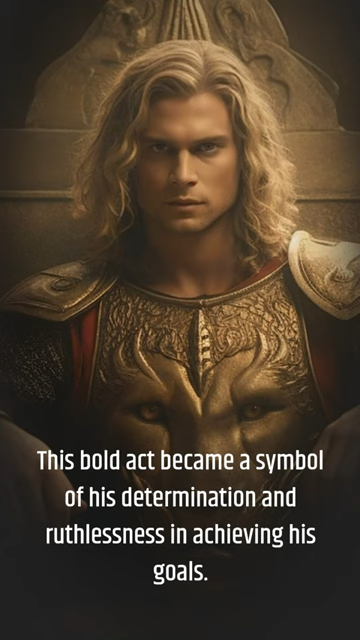 This bold act became a symbol
of his determination and
ruthlessness in achieving his
goals.